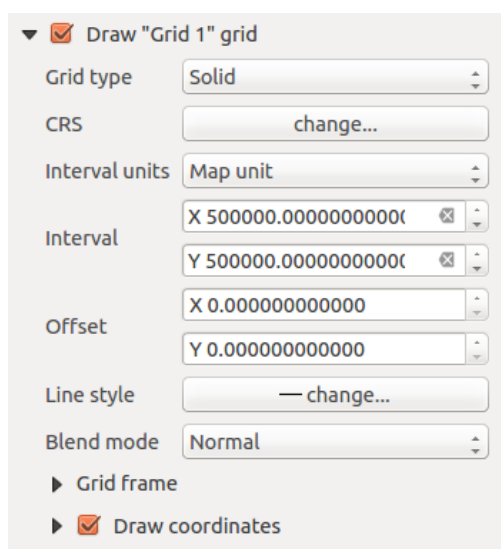 Draw "Grid 1" grid
Grid type Solid
CRS change...
Interval units Map unit
Interval
X 500000.0000000000(
Y 500000.0000000000(
Offset
X 0.000000000000
Y 0.000000000000
Line style change...
Blend mode Normal
Grid frame
Draw coordinates